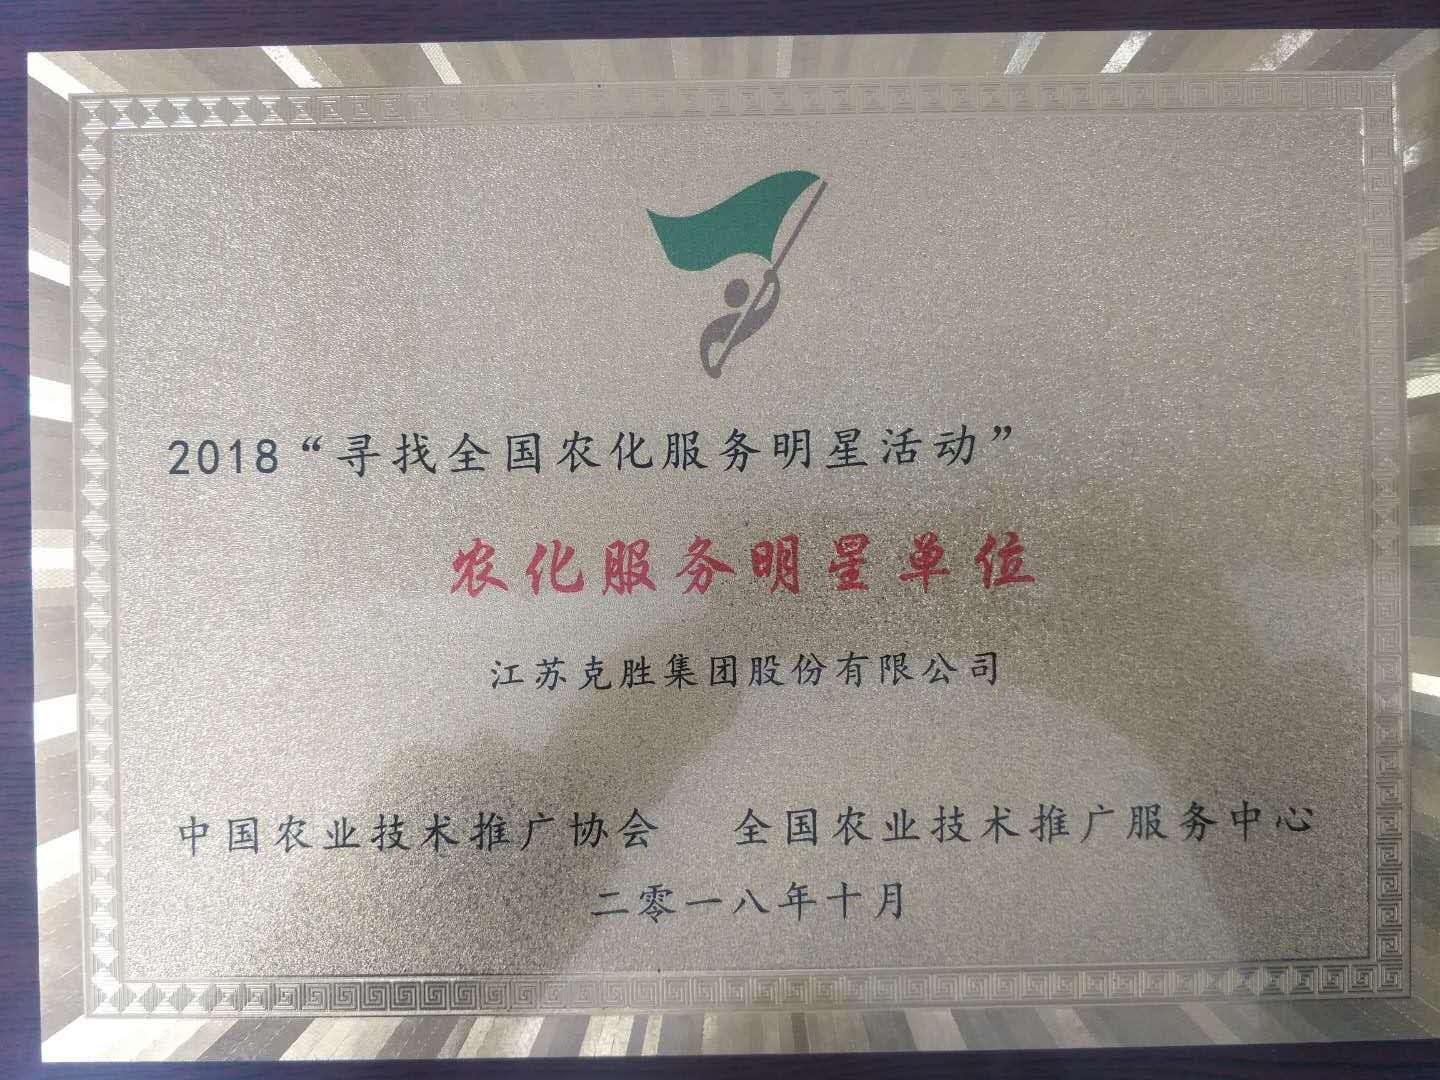 2018“寻找全国农化服务明星活动”
农化服务明星单位
江苏克胜集团股份有限公司
中国农业技术推广协会 全国农业技术推广服务中心
二零一八年十月